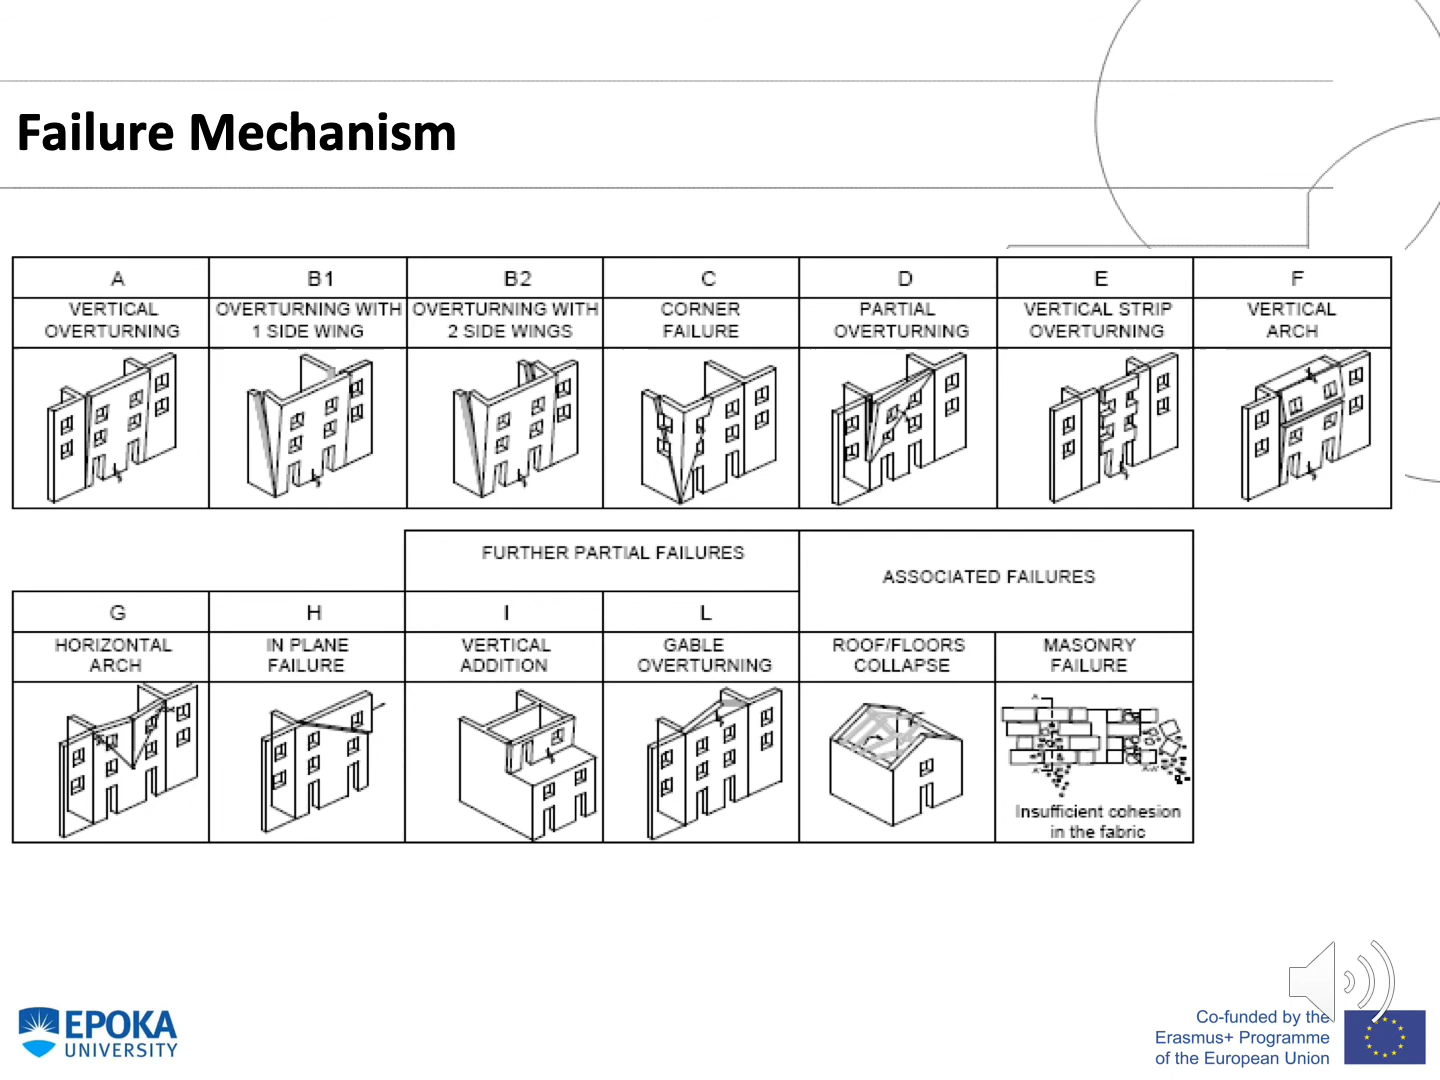 Failure Mechanism
A B1 B2 C D E F
VERTICAL
OVERTURNING
OVERTURNING WITH
1 SIDE WING
OVERTURNING WITH
2 SIDE WINGS
CORNER
FAILURE
PARTIAL
OVERTURNING
VERTICAL STRIP
OVERTURNING
VERTICAL
ARCH
FURTHER PARTIAL FAILURES
ASSOCIATED FAILURES
G H I L
HORIZONTAL
ARCH
IN PLANE
FAILURE
VERTICAL
ADDITION
GABLE
OVERTURNING
ROOF/FLOORS
COLLAPSE
MASONRY
FAILURE
Insufficient cohesion
in the fabric
EPOKA
UNIVERSITY
Co-funded by the
Erasmus+ Programme
of the European Union